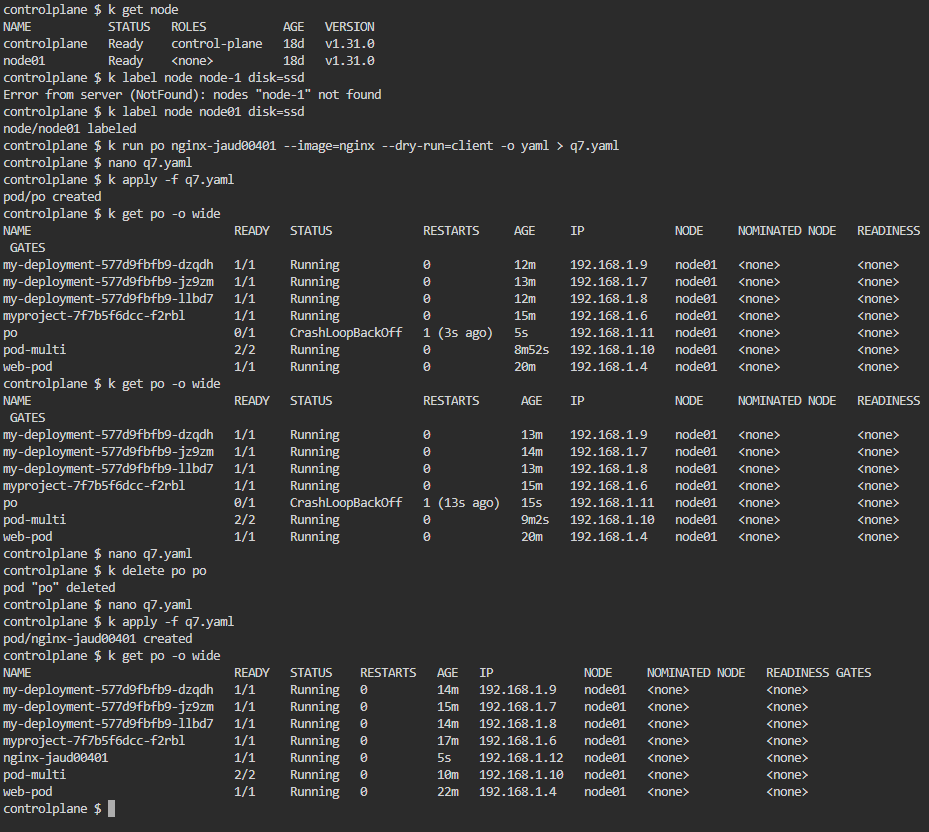 controlplane $ k get node
NAME           STATUS   ROLES           AGE   VERSION
controlplane   Ready    control-plane   18d   v1.31.0
node01         Ready    <none>          18d   v1.31.0
controlplane $ k label node node-1 disk=ssd
Error from server (NotFound): nodes "node-1" not found
controlplane $ k label node node01 disk=ssd
node/node01 labeled
controlplane $ k run po nginx-jaud00401 --image=nginx --dry-run=client -o yaml > q7.yaml
controlplane $ nano q7.yaml
controlplane $ k apply -f q7.yaml
pod/po created
controlplane $ k get po -o wide
NAME                             READY   STATUS             RESTARTS     AGE     IP             NODE     NOMINATED NODE   READINESS
 GATES
my-deployment-577d9fbfb9-dzqdh   1/1     Running            0            12m     192.168.1.9    node01   <none>           <none>
my-deployment-577d9fbfb9-jz9zm   1/1     Running            0            13m     192.168.1.7    node01   <none>           <none>
my-deployment-577d9fbfb9-llbd7   1/1     Running            0            12m     192.168.1.8    node01   <none>           <none>
myproject-7f7b5f6dcc-f2rbl       1/1     Running            0            15m     192.168.1.6    node01   <none>           <none>
po                               0/1     CrashLoopBackOff   1 (3s ago)   5s      192.168.1.11   node01   <none>           <none>
pod-multi                        2/2     Running            0            8m52s   192.168.1.10   node01   <none>           <none>
web-pod                          1/1     Running            0            20m     192.168.1.4    node01   <none>           <none>
controlplane $ k get po -o wide
NAME                             READY   STATUS             RESTARTS      AGE    IP             NODE     NOMINATED NODE   READINESS
 GATES
my-deployment-577d9fbfb9-dzqdh   1/1     Running            0             13m    192.168.1.9    node01   <none>           <none>
my-deployment-577d9fbfb9-jz9zm   1/1     Running            0             14m    192.168.1.7    node01   <none>           <none>
my-deployment-577d9fbfb9-llbd7   1/1     Running            0             13m    192.168.1.8    node01   <none>           <none>
myproject-7f7b5f6dcc-f2rbl       1/1     Running            0             15m    192.168.1.6    node01   <none>           <none>
po                               0/1     CrashLoopBackOff   1 (13s ago)   15s    192.168.1.11   node01   <none>           <none>
pod-multi                        2/2     Running            0             9m2s   192.168.1.10   node01   <none>           <none>
web-pod                          1/1     Running            0             20m    192.168.1.4    node01   <none>           <none>
controlplane $ nano q7.yaml
controlplane $ k delete po po
pod "po" deleted
controlplane $ nano q7.yaml
controlplane $ k apply -f q7.yaml
pod/nginx-jaud00401 created
controlplane $ k get po -o wide
NAME                             READY   STATUS    RESTARTS   AGE   IP             NODE     NOMINATED NODE   READINESS GATES
my-deployment-577d9fbfb9-dzqdh   1/1     Running   0          14m   192.168.1.9    node01   <none>           <none>
my-deployment-577d9fbfb9-jz9zm   1/1     Running   0          15m   192.168.1.7    node01   <none>           <none>
my-deployment-577d9fbfb9-llbd7   1/1     Running   0          14m   192.168.1.8    node01   <none>           <none>
myproject-7f7b5f6dcc-f2rbl       1/1     Running   0          17m   192.168.1.6    node01   <none>           <none>
nginx-jaud00401                  1/1     Running   0          5s    192.168.1.12   node01   <none>           <none>
pod-multi                        2/2     Running   0          10m   192.168.1.10   node01   <none>           <none>
web-pod                          1/1     Running   0          22m   192.168.1.4    node01   <none>           <none>
controlplane $